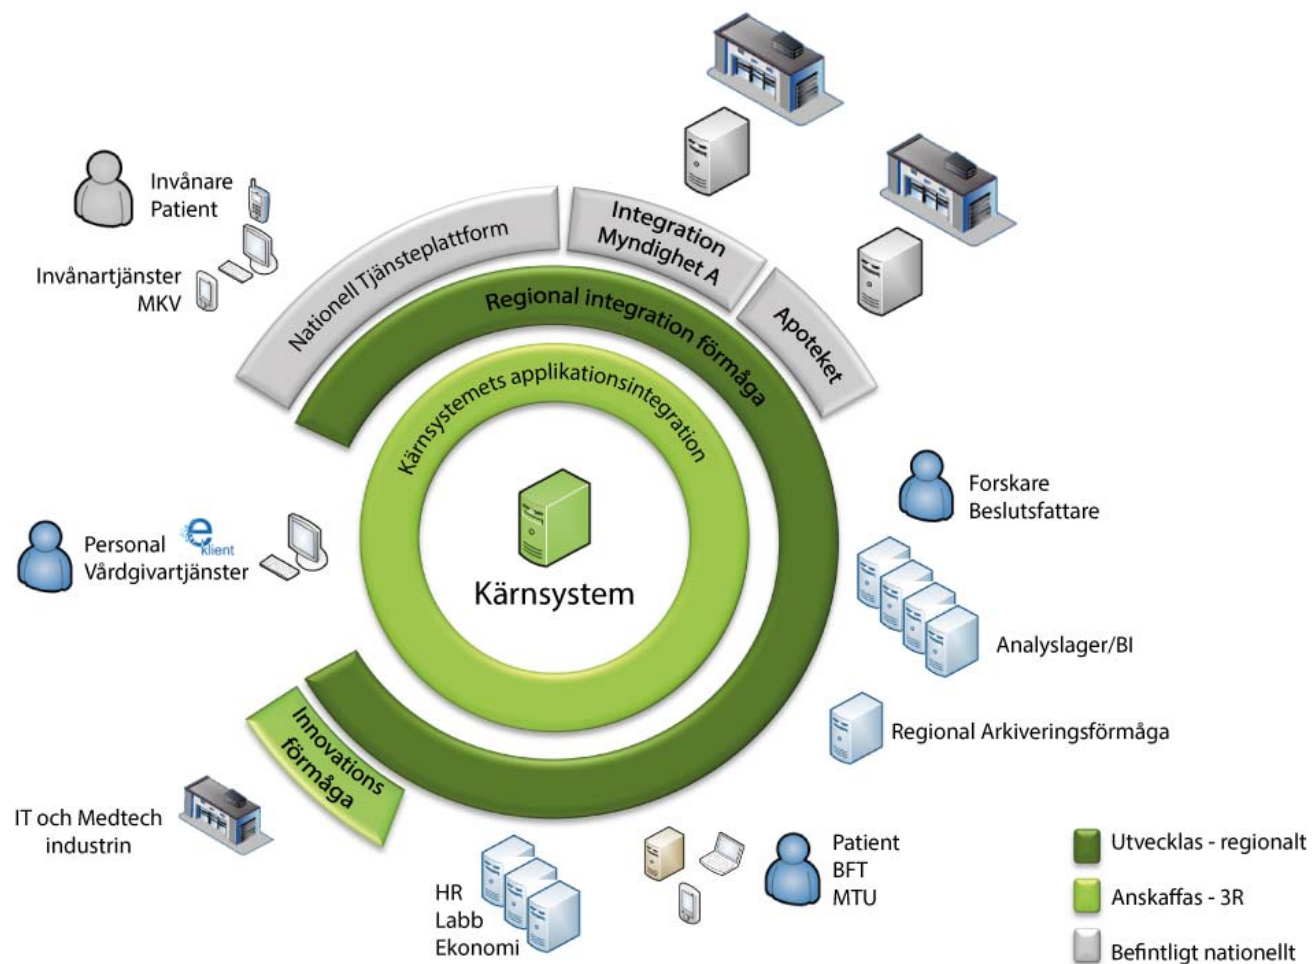 Invånare
Patient
Invånartjänster
MKV
Nationell Tjänsteplattform
Integration
Myndighet A
Apoteket
Regional integration förmåga
Kärnsystemets applikationsintegration
Kärnsystem
Personal
e
klient
Vårdgivartjänster
Forskare
Beslutsfattare
Analyslager/BI
Regional Arkiveringsförmåga
Innovations
förmåga
IT och Medtech
industrin
HR
Labb
Ekonomi
Patient
BFT
MTU
Utvecklas - regionalt
Anskaffas - 3R
Befintligt nationellt